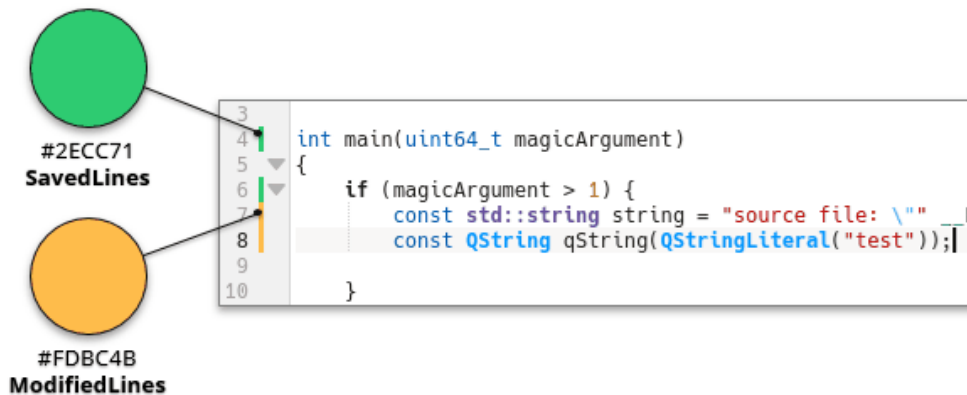 #2ECC71
SavedLines
#FDBC4B
ModifiedLines
3
4 int main(uint64_t magicArgument)
5 {
6 if (magicArgument > 1) {
7 const std::string string = "source file: \"" __
8 const QString qString(QStringLiteral("test"));
9
10 }